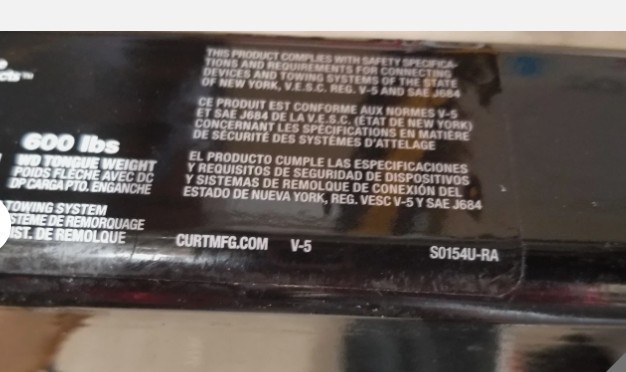 cts™
THIS PRODUCT COMPLIES WITH SAFETY SPECIFICA-
TIONS AND REQUIREMENTS FOR CONNECTING
DEVICES AND TOWING SYSTEMS OF THE STATE
OF NEW YORK, V.E.S.C. REG. V-5 AND SAE J684
CE PRODUIT EST CONFORME AUX NORMES V-5
ET SAE J684 DE LA V.E.S.C. (ÉTAT DE NEW YORK)
CONCERNANT LES SPÉCIFICATIONS EN MATIÈRE
DE SÉCURITÉ DES SYSTÈMES D'ATTELAGE
EL PRODUCTO CUMPLE LAS ESPECIFICACIONES
Y REQUISITOS DE SEGURIDAD DE DISPOSITIVOS
Y SISTEMAS DE REMOLQUE DE CONEXIÓN DEL
ESTADO DE NUEVA YORK, REG. VESC V-5 Y SAE J684
600 lbs
WD TONGUE WEIGHT
POIDS FLÈCHE AVEC DC
DP CARGA PTO. ENGANCHE
TOWING SYSTEM
STÈME DE REMORQUAGE
IST. DE REMOLQUE
CURTMFG.COM V-5 S0154U-RA